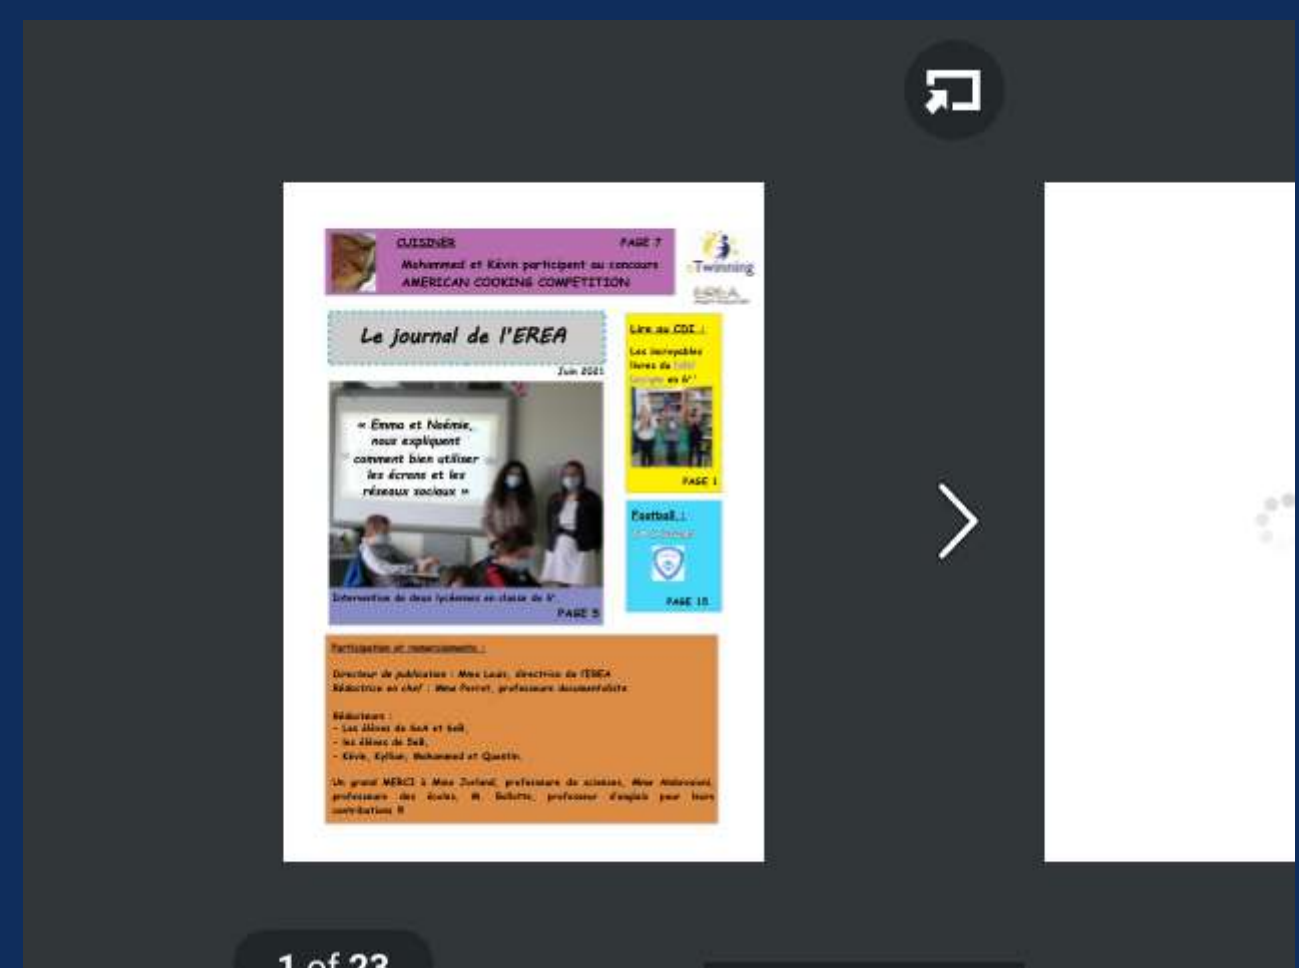 CUISINER
PAGE 7
Mohammed et Kévin participent au concours
AMERICAN COOKING COMPETITION
eTwinning
EREA
Le journal de l'EREA
Juin 2021
Lire au CDI :
Les incroyables
livres du
en 6°
PAGE 1
« Emma et Noémie,
nous expliquent
comment bien utiliser
les écrans et les
réseaux sociaux »
Intervention de deux lycéennes en classe de 6°
PAGE 5
Football :
PAGE 10
Participation et remerciements :
Directeur de publication : Mme Louis, directrice de l'EREA
Rédactrice en chef : Mme Perrot, professeure documentaliste
Rédacteurs :
- Les élèves de 6eA et 6eB,
- les élèves de 5eB,
- Kévin, Kyllian, Mohammed et Quentin.
Un grand MERCI à Mme professeure de sciences, Mme
professeure des écoles, M. professeur d'anglais pour leurs
contributions !!
1 of 23